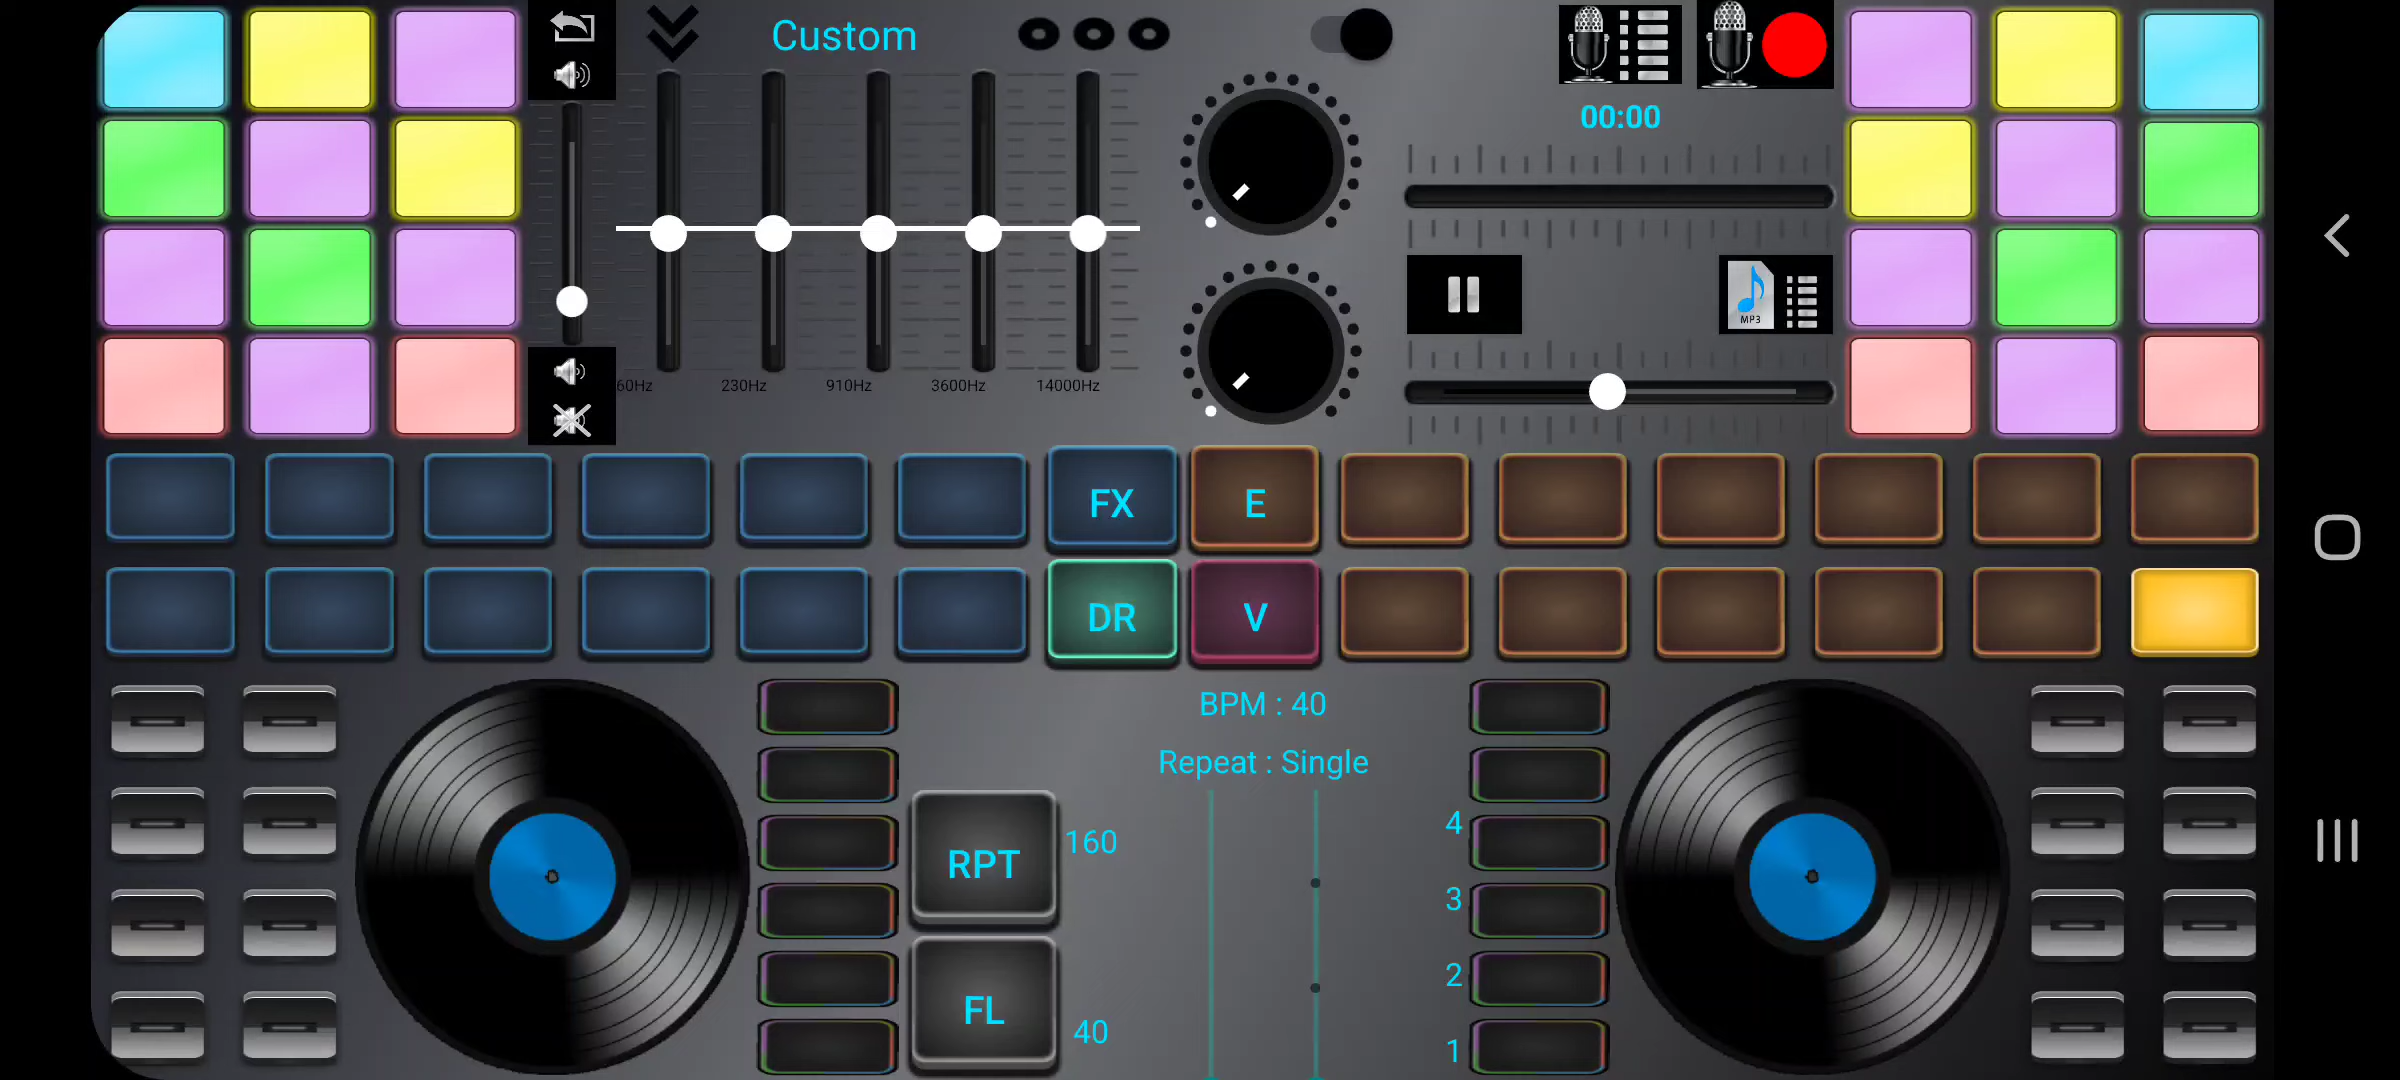 Custom
00:00
MP3
60Hz
230Hz
910Hz
3600Hz
14000Hz
FX
E
DR
V
BPM : 40
Repeat : Single
RPT
160
FL
40
4
3
2
1